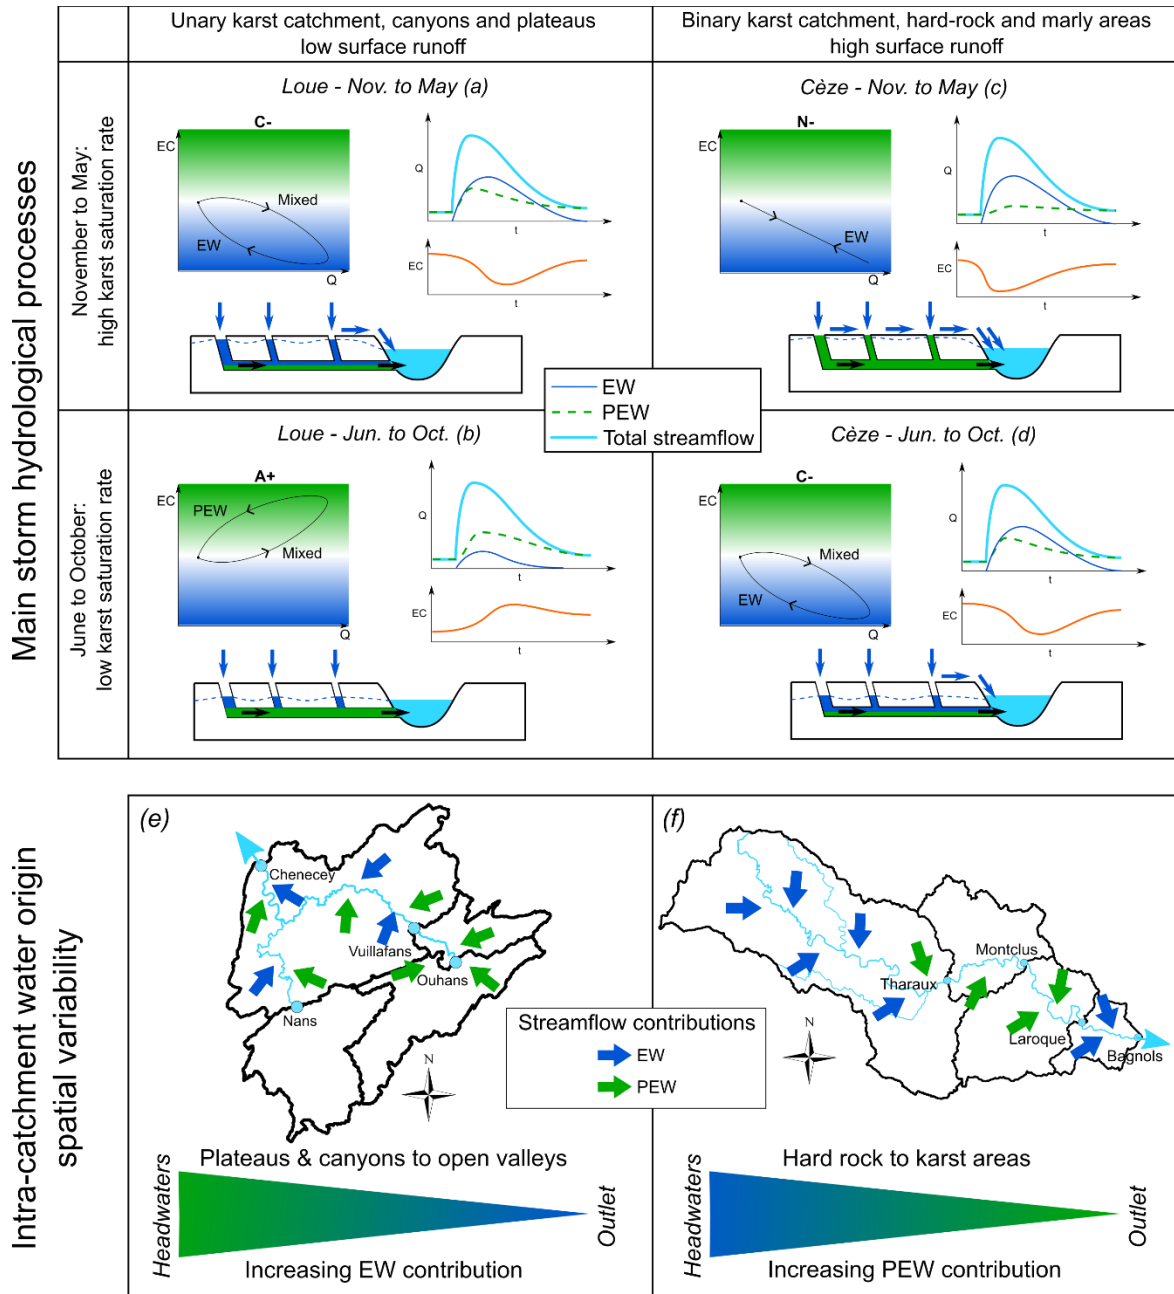 Unary karst catchment, canyons and plateaus
low surface runoff
Binary karst catchment, hard-rock and marly areas
high surface runoff
Main storm hydrological processes
November to May:
high karst saturation rate
Loue - Nov. to May (a)
C-
EC
Mixed
EW
Q
Q
t
EC
t
Cèze - Nov. to May (c)
N-
EC
EW
Q
Q
t
EC
t
EW
PEW
Total streamflow
June to October:
low karst saturation rate
Loue - Jun. to Oct. (b)
A+
EC
PEW
Mixed
Q
Q
t
EC
t
Cèze - Jun. to Oct. (d)
C-
EC
Mixed
EW
Q
Q
t
EC
t
Intra-catchment water origin
spatial variability
(e)
Chenecey
Vuillafans
Ouhans
Nans
N
(f)
Montclus
Tharaux
Laroque
Bagnols
N
Streamflow contributions
EW
PEW
Plateaus & canyons to open valleys
Headwaters
Outlet
Increasing EW contribution
Hard rock to karst areas
Headwaters
Outlet
Increasing PEW contribution